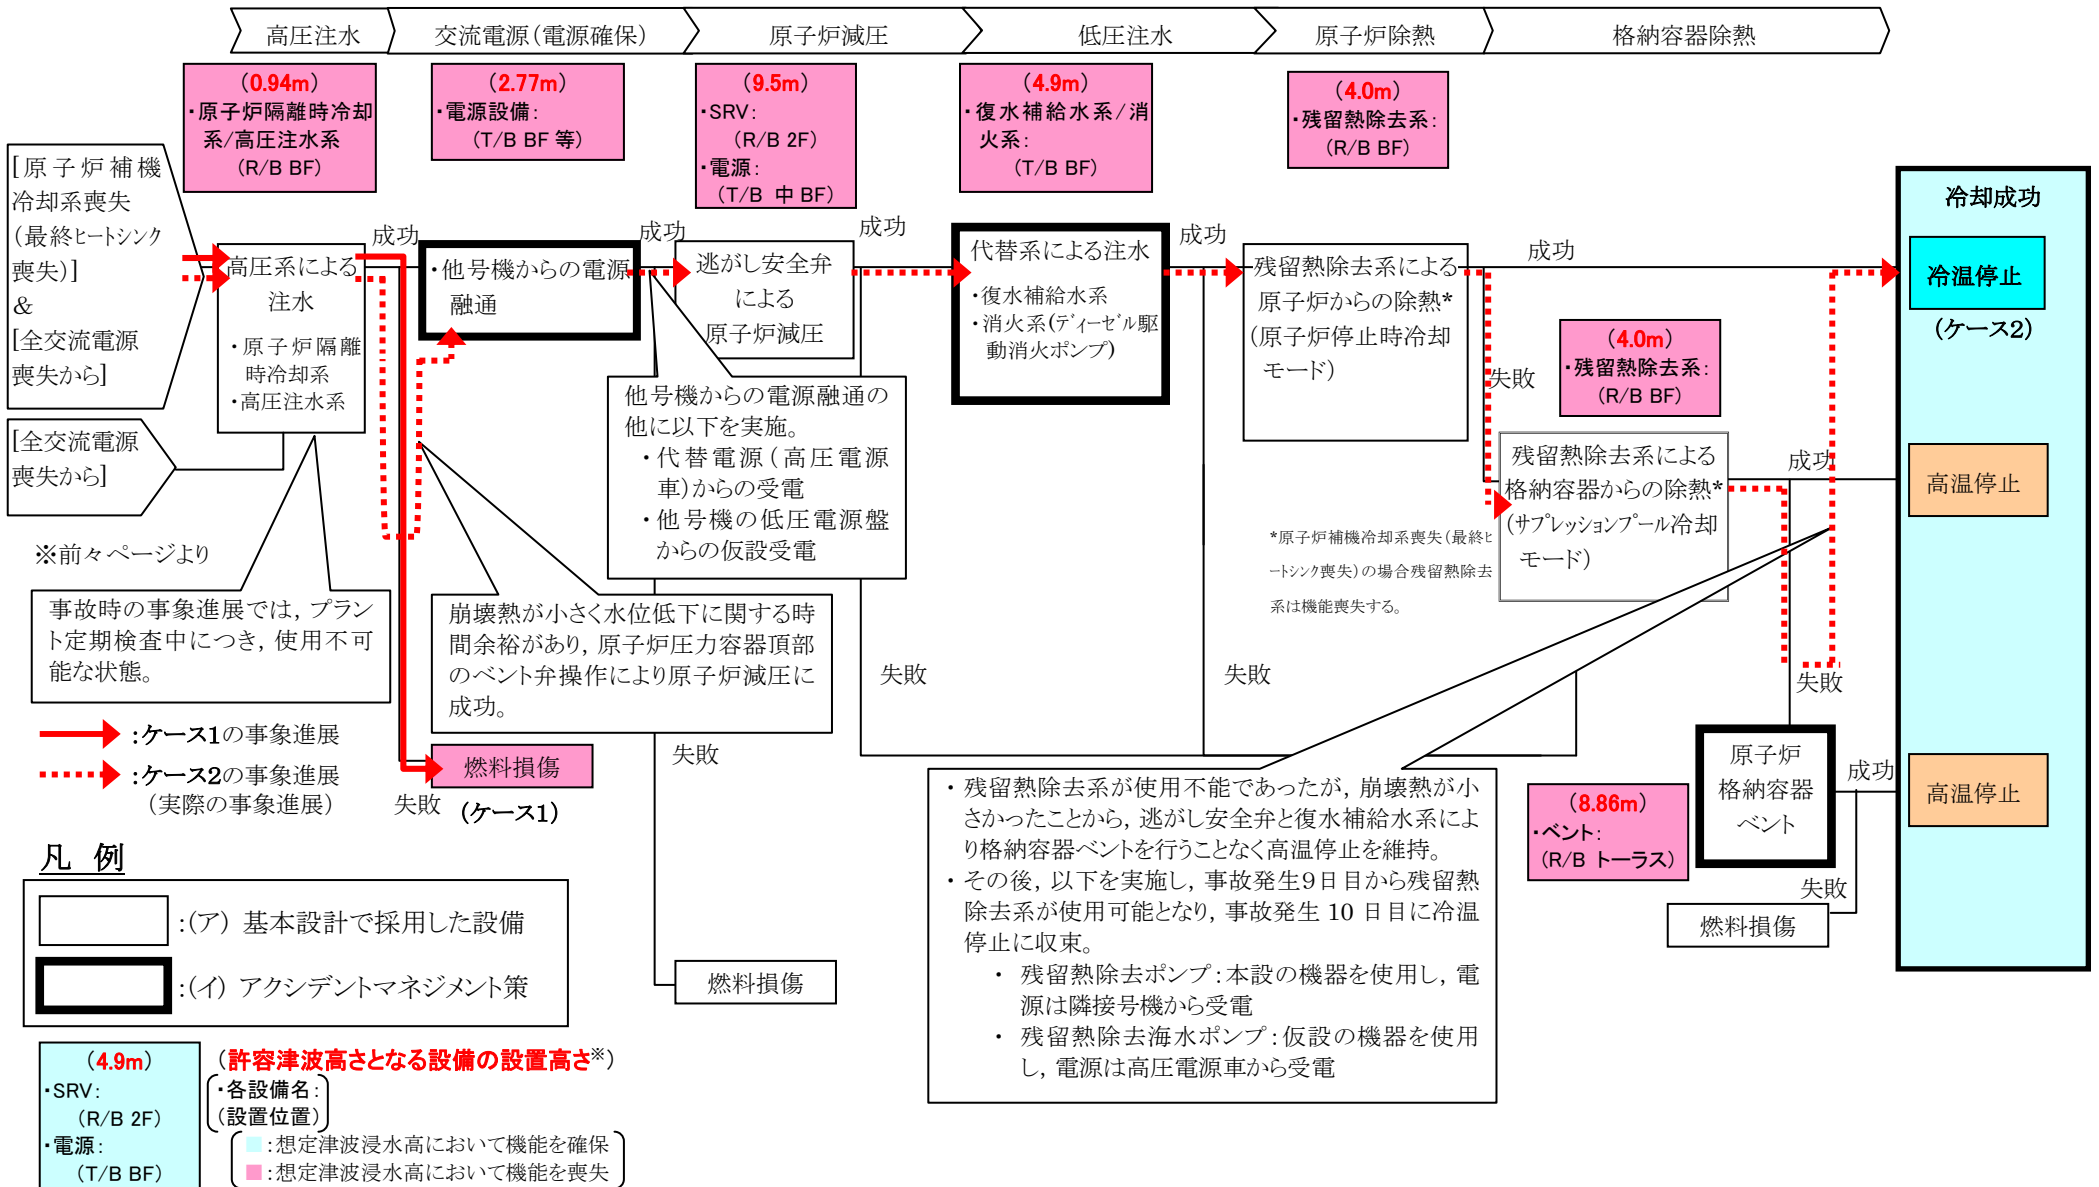 高圧注水
交流電源(電源確保)
原子炉減圧
低圧注水
原子炉除熱
格納容器除熱
(0.94m)
・原子炉隔離時冷却
系/高圧注水系
(R/B BF)
(2.77m)
・電源設備:
(T/B BF 等)
(9.5m)
・SRV:
(R/B 2F)
・電源:
(T/B 中 BF)
(4.9m)
・復水補給水系/消
火系:
(T/B BF)
(4.0m)
・残留熱除去系:
(R/B BF)
[原子炉補機
冷却系喪失
(最終ヒートシンク
喪失)]
&
[全交流電源
喪失から]
[全交流電源
喪失から]
※前々ページより
高圧系による
注水
・原子炉隔離
時冷却系
・高圧注水系
成功
・他号機からの電源
融通
成功
逃がし安全弁
による
原子炉減圧
成功
代替系による注水
・復水補給水系
・消火系(ディーゼル駆
動消火ポンプ)
成功
残留熱除去系による
原子炉からの除熱*
(原子炉停止時冷却
モード)
成功
失敗
(4.0m)
・残留熱除去系:
(R/B BF)
残留熱除去系による
格納容器からの除熱*
(サプレッションプール冷却
モード)
成功
失敗
*原子炉補機冷却系喪失(最終ヒ
ートシンク喪失)の場合残留熱除去
系は機能喪失する。
冷却成功
冷温停止
(ケース2)
高温停止
高温停止
他号機からの電源融通の
他に以下を実施。
・代替電源(高圧電源
車)からの受電
・他号機の低圧電源盤
からの仮設受電
事故時の事象進展では,プラン
ト定期検査中につき,使用不可
能な状態。
崩壊熱が小さく水位低下に関する時
間余裕があり,原子炉圧力容器頂部
のベント弁操作により原子炉減圧に
成功。
失敗
失敗
失敗
失敗
燃料損傷
(ケース1)
燃料損傷
:ケース1の事象進展
:ケース2の事象進展
(実際の事象進展)
・残留熱除去系が使用不能であったが,崩壊熱が小
さかったことから,逃がし安全弁と復水補給水系によ
り格納容器ベントを行うことなく高温停止を維持。
・その後,以下を実施し,事故発生9日目から残留熱
除去系が使用可能となり,事故発生 10 日目に冷温
停止に収束。
・ 残留熱除去ポンプ:本設の機器を使用し,電
源は隣接号機から受電
・ 残留熱除去海水ポンプ:仮設の機器を使用
し,電源は高圧電源車から受電
(8.86m)
・ベント:
(R/B トーラス)
原子炉
格納容器
ベント
成功
失敗
燃料損傷
凡 例
:(ア) 基本設計で採用した設備
:(イ) アクシデントマネジメント策
(4.9m)
・SRV:
(R/B 2F)
・電源:
(T/B BF)
(許容津波高さとなる設備の設置高さ※)
・各設備名:
(設置位置)
:想定津波浸水高において機能を確保
:想定津波浸水高において機能を喪失